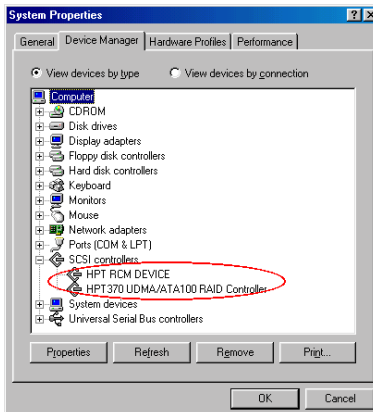 System Properties
General Device Manager Hardware Profiles Performance
View devices by type View devices by connection
Computer
CDROM
Disk drives
Display adapters
Floppy disk controllers
Hard disk controllers
Keyboard
Monitors
Mouse
Network adapters
Ports (COM & LPT)
SCSI controllers
HPT RCM DEVICE
HPT370 UDMA/ATA100 RAID Controller
System devices
Universal Serial Bus controllers
Properties Refresh Remove Print...
OK Cancel